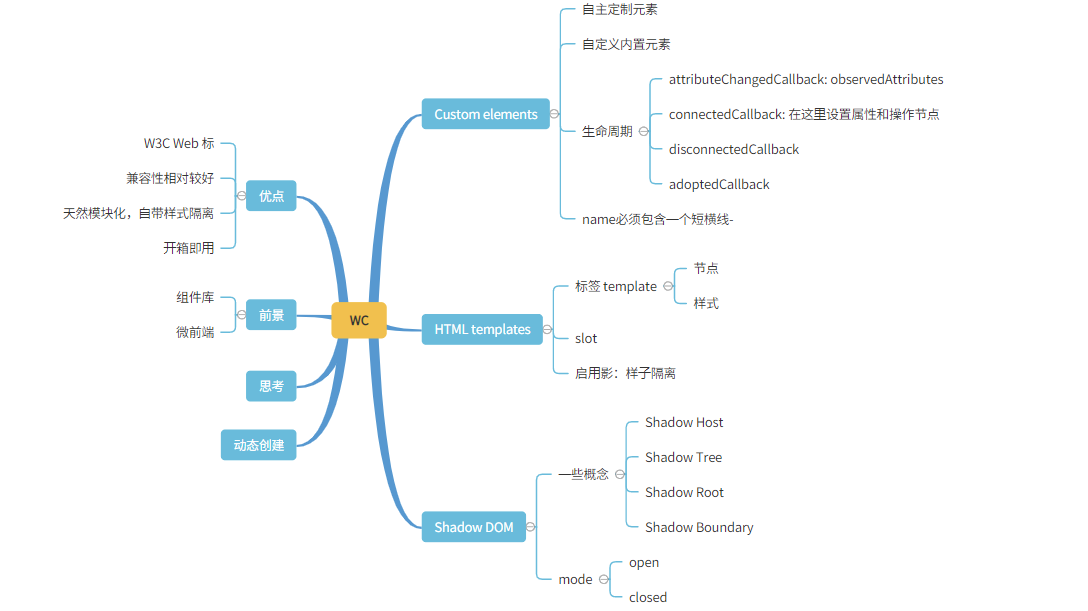 WC
Custom elements
自主定制元素
自定义内置元素
生命周期
attributeChangedCallback: observedAttributes
connectedCallback: 在这里设置属性和操作节点
disconnectedCallback
adoptedCallback
name必须包含一个短横线-
HTML templates
标签 template
节点
样式
slot
启用影：样子隔离
Shadow DOM
一些概念
Shadow Host
Shadow Tree
Shadow Root
Shadow Boundary
mode
open
closed
优点
W3C Web 标
兼容性相对较好
天然模块化，自带样式隔离
开箱即用
前景
组件库
微前端
思考
动态创建